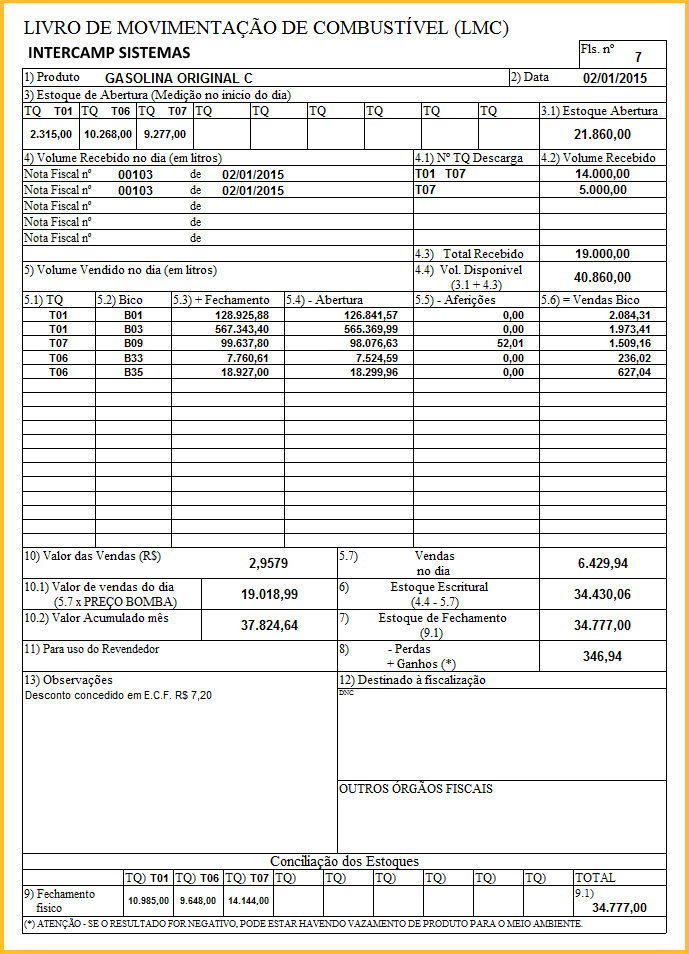 LIVRO DE MOVIMENTAÇÃO DE COMBUSTÍVEL (LMC)
INTERCAMP SISTEMAS
Fls. nº 7
1) Produto GASOLINA ORIGINAL C 2) Data 02/01/2015
3) Estoque de Abertura (Medição no inicio do dia)
TQ T01 TQ T06 TQ T07 TQ TQ TQ TQ TQ TQ 3.1) Estoque Abertura
2.315,00 10.268,00 9.277,00 21.860,00
4) Volume Recebido no dia (em litros) 4.1) Nº TQ Descarga 4.2) Volume Recebido
Nota Fiscal nº 00103 de 02/01/2015 T01 T07 14.000,00
Nota Fiscal nº 00103 de 02/01/2015 T07 5.000,00
Nota Fiscal nº de
Nota Fiscal nº de
Nota Fiscal nº de
4.3) Total Recebido 19.000,00
5) Volume Vendido no dia (em litros) 4.4) Vol. Disponivel 40.860,00
(3.1 + 4.3)
5.1) TQ 5.2) Bico 5.3) + Fechamento 5.4) - Abertura 5.5) - Aferições 5.6) = Vendas Bico
T01 B01 128.925,88 126.841,57 0,00 2.084,31
T01 B03 567.343,40 565.369,99 0,00 1.973,41
T07 B09 99.637,80 98.076,63 52,01 1.509,16
T06 B33 7.760,61 7.524,59 0,00 236,02
T06 B35 18.927,00 18.299,96 0,00 627,04
10) Valor das Vendas (R$) 2,9579 5.7) Vendas
no dia 6.429,94
10.1) Valor de vendas do dia 19.018,99 6) Estoque Escritural 34.430,06
(5.7 x PREÇO BOMBA) (4.4 - 5.7)
10.2) Valor Acumulado mês 37.824,64 7) Estoque de Fechamento 34.777,00
(9.1)
11) Para uso do Revendedor 8) - Perdas 346,94
+ Ganhos (*)
13) Observações 12) Destinado à fiscalização
Desconto concedido em E.C.F. R$ 7,20 DNC
OUTROS ÓRGÃOS FISCAIS
Conciliação dos Estoques
TQ) T01 TQ) T06 TQ) T07 TQ) TQ) TQ) TQ) TQ) TQ) TOTAL
9) Fechamento 10.985,00 9.648,00 14.144,00 9.1)
fisico 34.777,00
(*) ATENÇÃO - SE O RESULTADO FOR NEGATIVO, PODE ESTAR HAVENDO VAZAMENTO DE PRODUTO PARA O MEIO AMBIENTE.